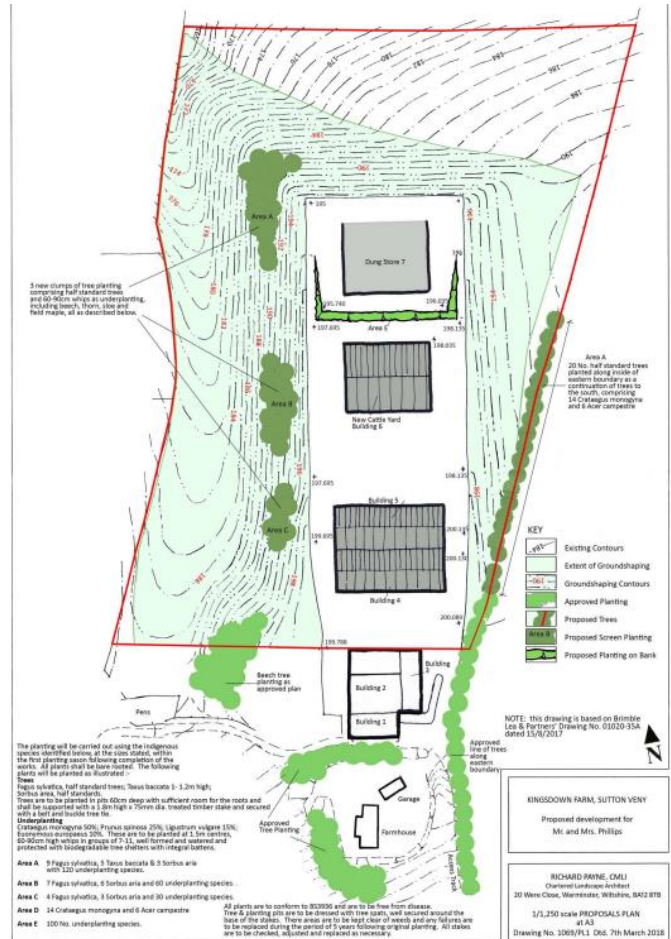 Area A
Dung Store 7
195
195.740
196.035
197.695
198.135
Area E
198.035
3 new clumps of tree planting
comprising half standard trees
and 60-90cm whips as underplanting,
including beech, thorn, sloe and
field maple, all as described below.
Area B
New Cattle Yard
Building 6
Area A
20 No. half standard trees
planted along inside of
eastern boundary as a
continuation of trees to
the south, comprising
14 Crataegus monogyna
and 6 Acer campestre
197.695
198.135
Building 5
Area C
199.695
Building 4
200.089
199.788
KEY
Existing Contours
Extent of Groundshaping
Groundshaping Contours
Approved Planting
Proposed Trees
Area B
Proposed Screen Planting
Proposed Planting on Bank
Beech tree
planting as
approved plan
Building
3
Building 2
Building 1
Pens
NOTE: this drawing is based on Brimble
Lea & Partners' Drawing No. 01020-35A
dated 15/8/2017
N
Approved
line of trees
along
eastern
boundary
Garage
Farmhouse
Approved
Tree Planting
Access Track
The planting will be carried out using the indigenous
species identified below, at the sizes stated, within
the first planting sason following completion of the
works. All plants shall be bare rooted. The following
plants will be planted as illustrated :-
Trees
Fagus sylvatica, half standard trees; Taxus baccata 1- 1.2m high;
Sorbus area, half standards.
Trees are to be planted in pits 60cm deep with sufficient room for the roots and
shall be supported with a 1.8m high x 75mm dia. treated timber stake and secured
with a belt and buckle tree tie.
Underplanting
Crataegus monogyna 50%; Prunus spinosa 25%; Ligustrum vulgare 15%;
Euonymous europaeus 10%. These are to be planted at 1.5m centres,
60-90cm high whips in groups of 7-11, well formed and watered and
protected with biodegradable tree shelters with integral battens.
Area A 9 Fagus sylvatica, 5 Taxus baccata & 3 Sorbus aria
with 120 underplanting species.
Area B 7 Fagus sylvatica, 6 Sorbus aria and 60 underplanting species.
Area C 4 Fagus sylvatica, 3 Sorbus aria and 30 underplanting species.
Area D 14 Crataegus monogyna and 6 Acer campestre
Area E 100 No. underplanting species.
All plants are to conform to BS3936 and are to be free from disease.
Tree & planting pits are to be dressed with tree spats, well secured around the
base of the stakes. There areas are to be kept clear of weeds and any failures are
to be replaced during the period of 5 years following original planting. All stakes
are to be checked, adjusted and replaced as necessary.
KINGSDOWN FARM, SUTTON VENY
Proposed development for
Mr. and Mrs. Phillips
RICHARD PAYNE, CMLI
Chartered Landscape Architect
20 Were Close, Warminster, Wiltshire, BA12 8TB
1/1,250 scale PROPOSALS PLAN
at A3
Drawing No. 1069/PL1 Dtd. 7th March 2018